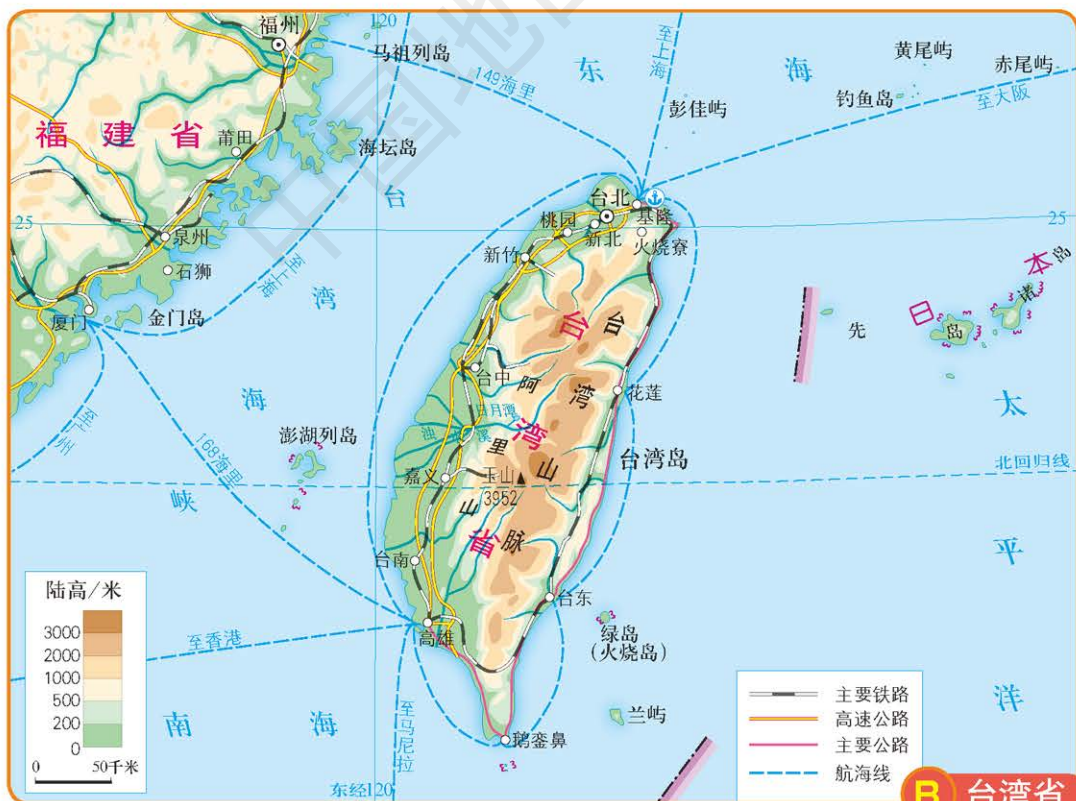 120
福州
马祖列岛
149海里
至上海
东海
黄尾屿
赤尾屿
钓鱼岛
至大阪
彭佳屿
福建省
莆田
海坛岛
台湾海峡
25
25
台北
基隆
桃园
新北
火烧寮
新竹
泉州
石狮
至上海
金门岛
厦门
至广州
168海里
澎湖列岛
台中
日月潭
阿里山
台湾山脉
台湾省
花莲
台湾岛
嘉义
玉山
3952
北回归线
日本
先岛诸岛
太平洋
台南
高雄
台东
绿岛
(火烧岛)
兰屿
鹅銮鼻
至香港
至马尼拉
南海
东经120
陆高/米
3000
2000
1000
500
200
0
0 50千米
主要铁路
高速公路
主要公路
航海线
B 台湾省